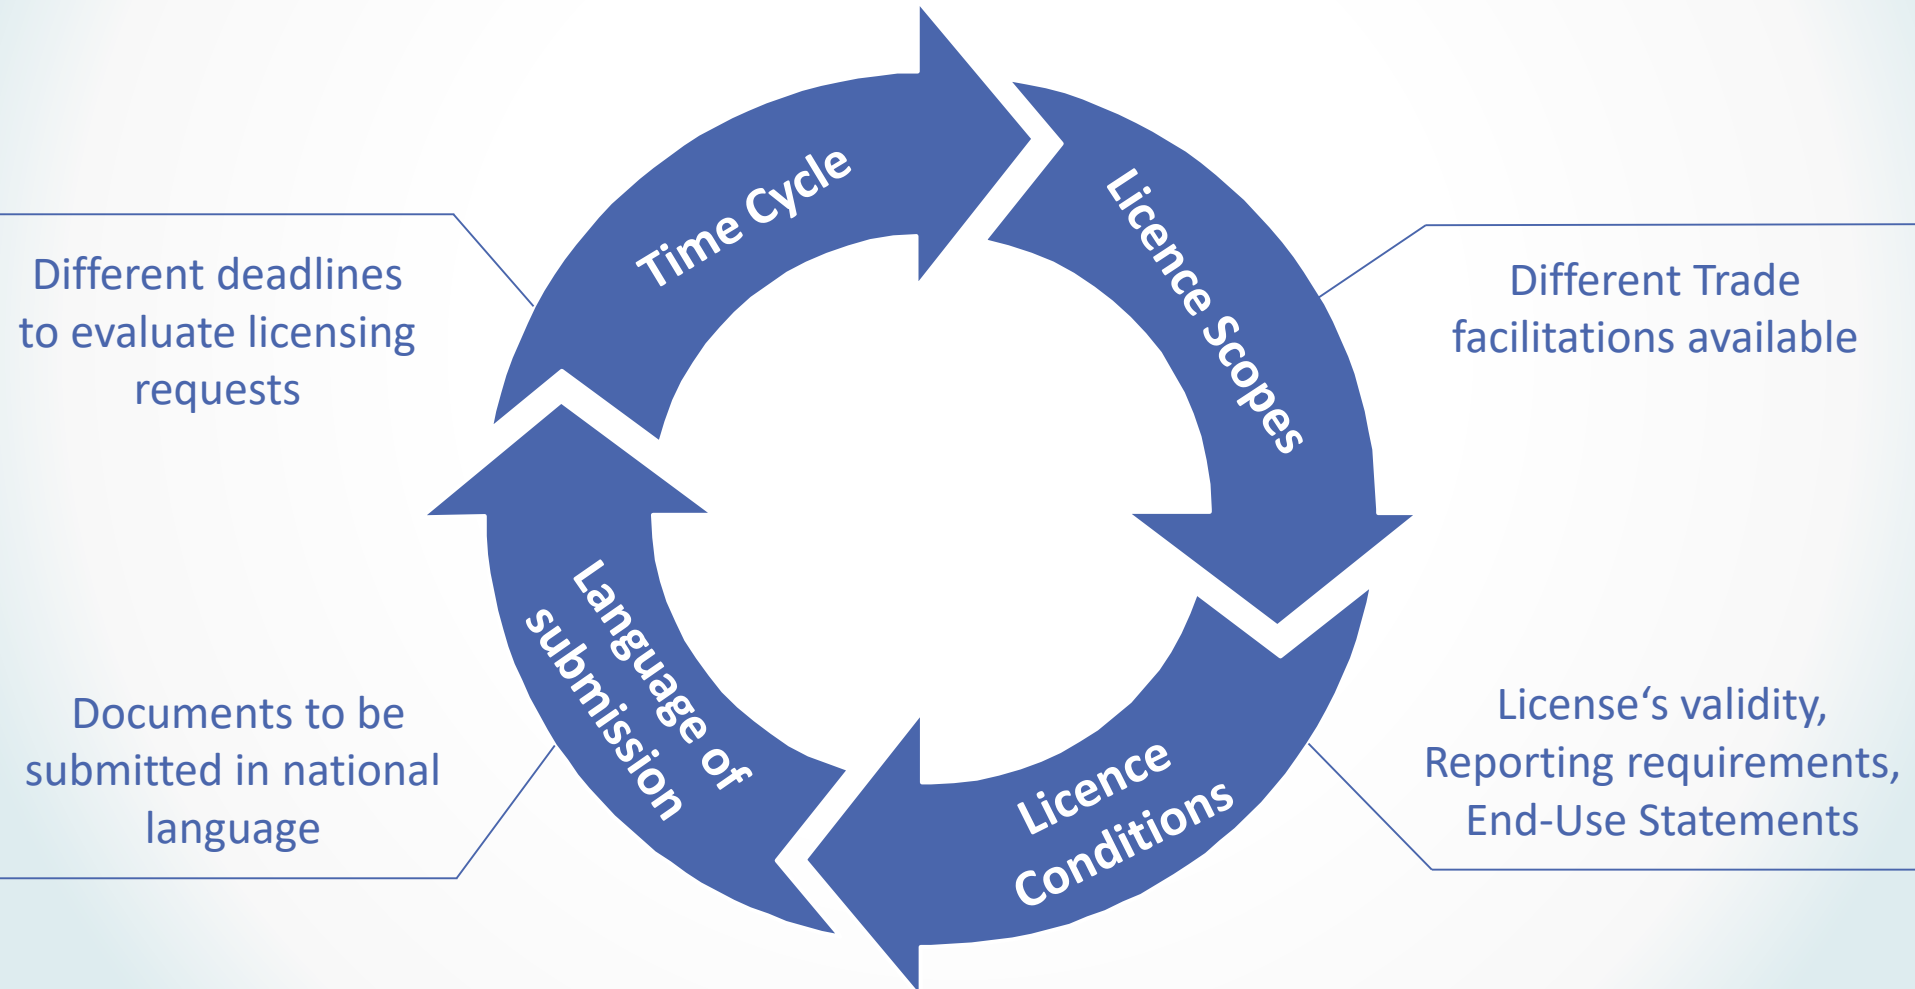 Time Cycle
Licence Scopes
Different deadlines
to evaluate licensing
requests
Different Trade
facilitations available
Language of
submission
Licence
Conditions
Documents to be
submitted in national
language
License‘s validity,
Reporting requirements,
End-Use Statements